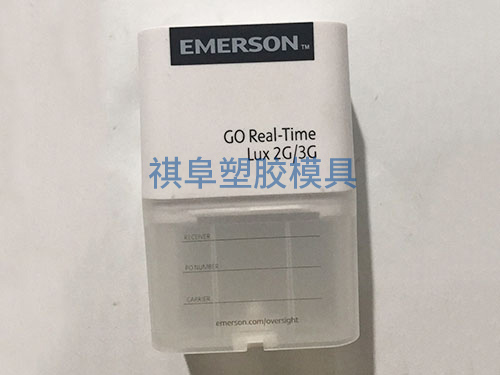 EMERSON™
GO Real-Time
Lux 2G/3G
祺阜塑胶模具
RECEIVER
PO NUMBER
CARRIER
emerson.com/oversight